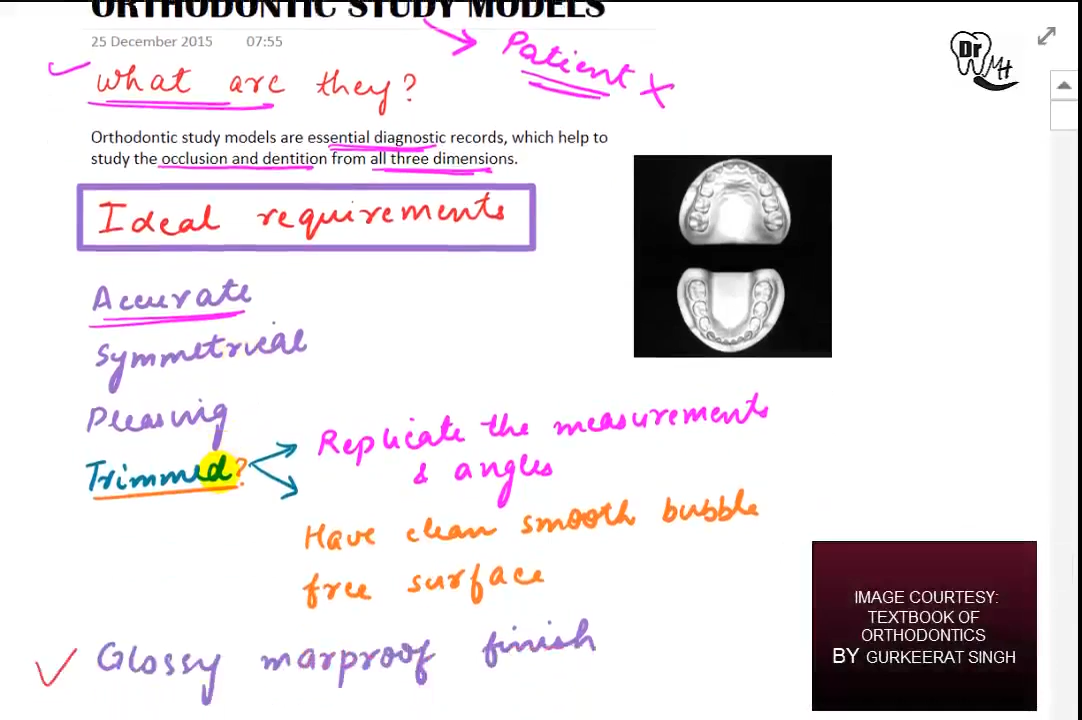 ORTHODONTIC STUDY MODELS
25 December 2015 07:55
Patient X
What are they?
Dr
MH
Orthodontic study models are essential diagnostic records, which help to
study the occlusion and dentition from all three dimensions.
Ideal requirements
Accurate
Symmetrical
Pleasing
Trimmed?
Replicate the measurements
& angles
Have clean smooth bubble
free surface
Glossy marproof finish
IMAGE COURTESY:
TEXTBOOK OF
ORTHODONTICS
BY GURKEERAT SINGH